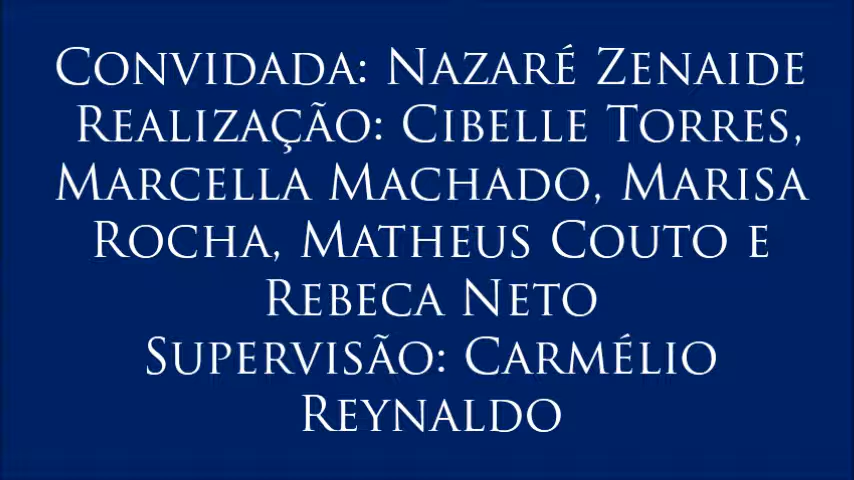 Convidada: Nazaré Zenaide
Realização: Cibelle Torres,
Marcella Machado, Marisa
Rocha, Matheus Couto e
Rebeca Neto
Supervisão: Carmélio
Reynaldo